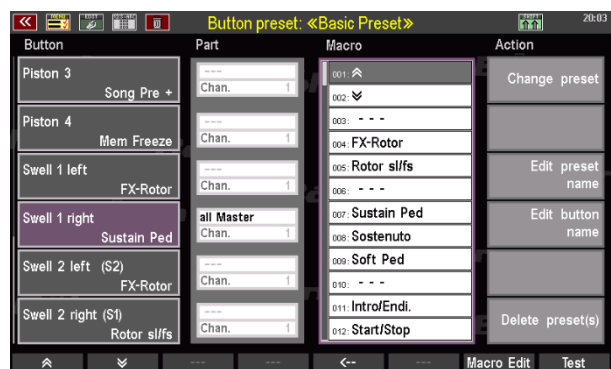 Button preset: «Basic Preset»
20:03
Button
Part
Macro
Action
Piston 3
Song Pre +
---
Chan. 1
Piston 4
Mem Freeze
---
Chan. 1
Swell 1 left
FX-Rotor
---
Chan. 1
Swell 1 right
Sustain Ped
all Master
Chan. 1
Swell 2 left (S2)
FX-Rotor
---
Chan. 1
Swell 2 right (S1)
Rotor sl/fs
---
Chan. 1
001:
002:
003: - - -
004: FX-Rotor
005: Rotor sl/fs
006: - - -
007: Sustain Ped
008: Sostenuto
009: Soft Ped
010: - - -
011: Intro/Endi.
012: Start/Stop
Change preset
Edit preset
name
Edit button
name
Delete preset(s)
--- --- <-- --- Macro Edit Test